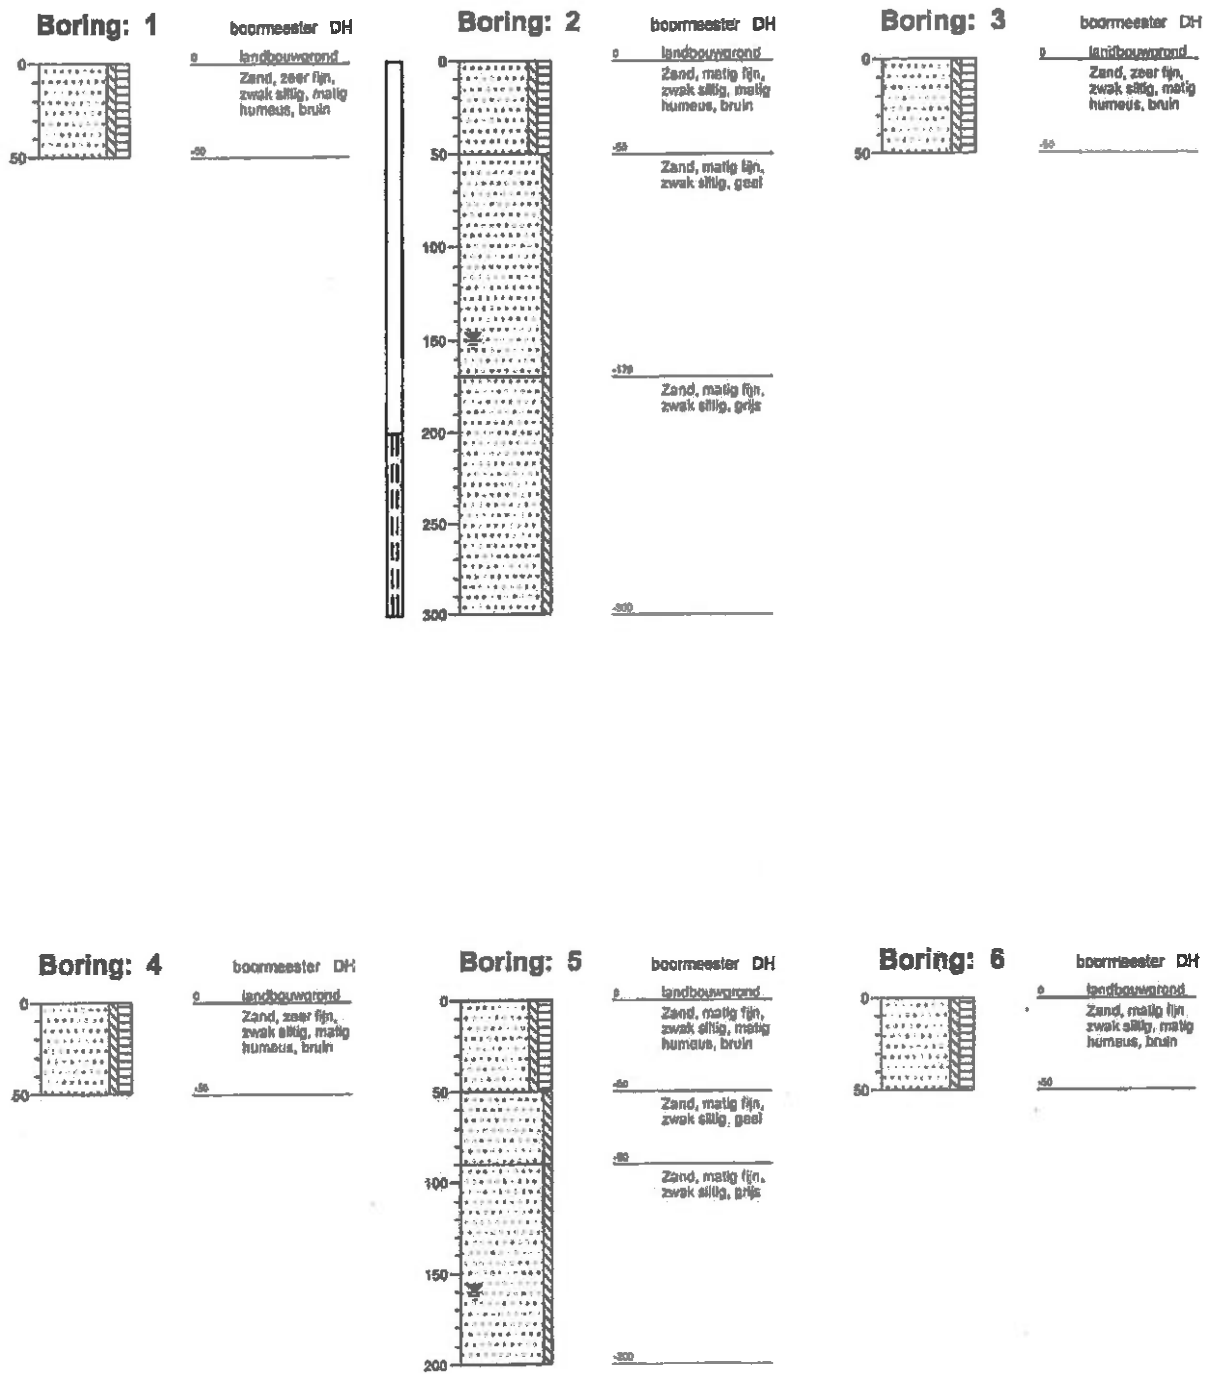 Boring: 1
boormeester DH
0
landbouwgrond
0
Zand, zeer fijn,
zwak siltig, matig
humeus, bruin
50
-50
Boring: 2
boormeester DH
0
landbouwgrond
0
Zand, matig fijn,
zwak siltig, matig
humeus, bruin
50
-50
Zand, matig fijn,
zwak siltig, geel
100
150
-170
Zand, matig fijn,
zwak siltig, grijs
200
250
300
-300
Boring: 3
boormeester DH
0
landbouwgrond
0
Zand, zeer fijn,
zwak siltig, matig
humeus, bruin
50
-50
Boring: 4
boormeester DH
0
landbouwgrond
0
Zand, zeer fijn,
zwak siltig, matig
humeus, bruin
50
-50
Boring: 5
boormeester DH
0
landbouwgrond
0
Zand, matig fijn,
zwak siltig, matig
humeus, bruin
50
-50
Zand, matig fijn,
zwak siltig, geel
-90
100
Zand, matig fijn,
zwak siltig, grijs
150
200
-200
Boring: 6
boormeester DH
0
landbouwgrond
0
Zand, matig fijn,
zwak siltig, matig
humeus, bruin
50
-50